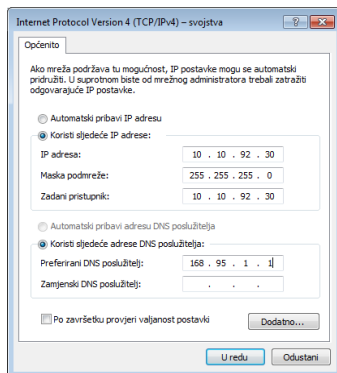 Internet Protocol Version 4 (TCP/IPv4) – svojstva
Općenito
Ako mreža podržava tu mogućnost, IP postavke mogu se automatski
pridružiti. U suprotnom biste od mrežnog administratora trebali zatražiti
odgovarajuće IP postavke.
Automatski pribavi IP adresu
Koristi sljedeće IP adrese:
IP adresa: 10 . 10 . 92 . 30
Maska podmreže: 255 . 255 . 255 . 0
Zadani pristupnik: 10 . 10 . 92 . 30
Automatski pribavi adresu DNS poslužitelja
Koristi sljedeće adrese DNS poslužitelja:
Preferirani DNS poslužitelj: 168 . 95 . 1 . 1
Zamjenski DNS poslužitelj: . . .
Po završetku provjeri valjanost postavki
Dodatno...
U redu Odustani